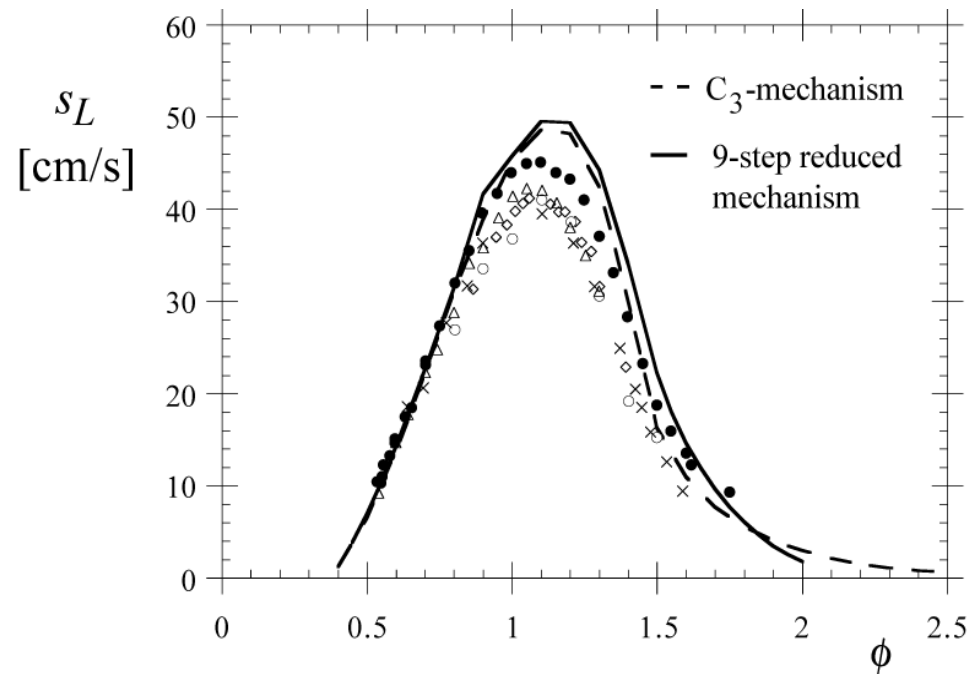 60
50
40
30
20
10
0
s_L
[cm/s]
C₃-mechanism
9-step reduced
mechanism
0 0.5 1 1.5 2 2.5
ϕ